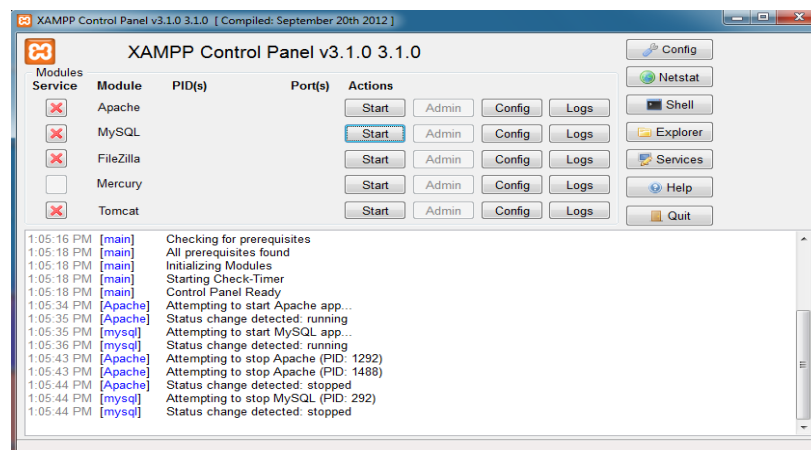 XAMPP Control Panel v3.1.0 3.1.0 [ Compiled: September 20th 2012 ]
XAMPP Control Panel v3.1.0 3.1.0
Config
Modules
Service Module PID(s) Port(s) Actions
Netstat
Apache Start Admin Config Logs
Shell
MySQL Start Admin Config Logs
Explorer
FileZilla Start Admin Config Logs
Services
Mercury Start Admin Config Logs
Help
Tomcat Start Admin Config Logs
Quit
1:05:16 PM [main] Checking for prerequisites
1:05:18 PM [main] All prerequisites found
1:05:18 PM [main] Initializing Modules
1:05:18 PM [main] Starting Check-Timer
1:05:18 PM [main] Control Panel Ready
1:05:34 PM [Apache] Attempting to start Apache app...
1:05:35 PM [Apache] Status change detected: running
1:05:35 PM [mysql] Attempting to start MySQL app...
1:05:36 PM [mysql] Status change detected: running
1:05:43 PM [Apache] Attempting to stop Apache (PID: 1292)
1:05:43 PM [Apache] Attempting to stop Apache (PID: 1488)
1:05:44 PM [Apache] Status change detected: stopped
1:05:44 PM [mysql] Attempting to stop MySQL (PID: 292)
1:05:44 PM [mysql] Status change detected: stopped